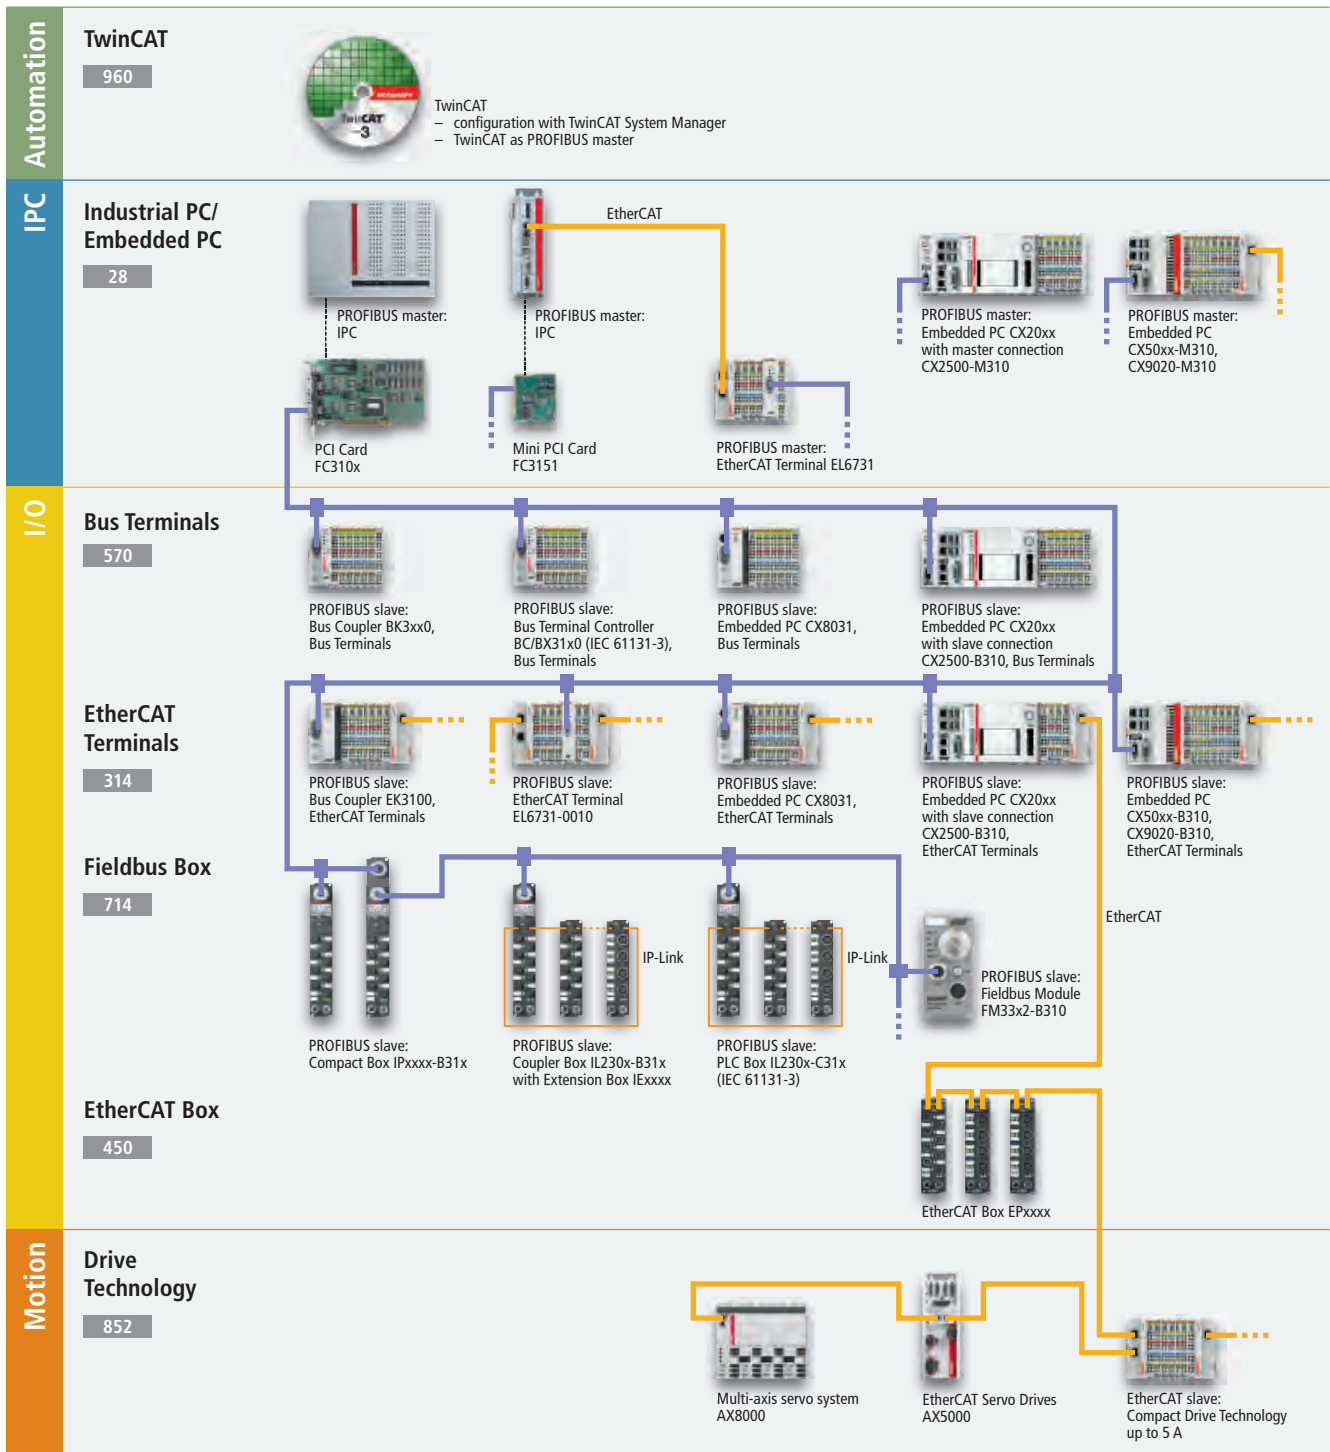 Automation
TwinCAT
960
TwinCAT
3
TwinCAT
– configuration with TwinCAT System Manager
– TwinCAT as PROFIBUS master
IPC
Industrial PC/
Embedded PC
28
EtherCAT
PROFIBUS master:
IPC
PROFIBUS master:
IPC
PROFIBUS master:
Embedded PC CX20xx
with master connection
CX2500-M310
PROFIBUS master:
Embedded PC
CX50xx-M310,
CX9020-M310
PCI Card
FC310x
Mini PCI Card
FC3151
PROFIBUS master:
EtherCAT Terminal EL6731
I/O
Bus Terminals
570
PROFIBUS slave:
Bus Coupler BK3xx0,
Bus Terminals
PROFIBUS slave:
Bus Terminal Controller
BC/BX31x0 (IEC 61131-3),
Bus Terminals
PROFIBUS slave:
Embedded PC CX8031,
Bus Terminals
PROFIBUS slave:
Embedded PC CX20xx
with slave connection
CX2500-B310, Bus Terminals
EtherCAT
Terminals
314
PROFIBUS slave:
Bus Coupler EK3100,
EtherCAT Terminals
PROFIBUS slave:
EtherCAT Terminal
EL6731-0010
PROFIBUS slave:
Embedded PC CX8031,
EtherCAT Terminals
PROFIBUS slave:
Embedded PC CX20xx
with slave connection
CX2500-B310,
EtherCAT Terminals
PROFIBUS slave:
Embedded PC
CX50xx-B310,
CX9020-B310,
EtherCAT Terminals
Fieldbus Box
714
EtherCAT
IP-Link
IP-Link
PROFIBUS slave:
Fieldbus Module
FM33x2-B310
PROFIBUS slave:
Compact Box IPxxxx-B31x
PROFIBUS slave:
Coupler Box IL230x-B31x
with Extension Box IExxxx
PROFIBUS slave:
PLC Box IL230x-C31x
(IEC 61131-3)
EtherCAT Box
450
EtherCAT Box EPxxxx
Motion
Drive
Technology
852
Multi-axis servo system
AX8000
EtherCAT Servo Drives
AX5000
EtherCAT slave:
Compact Drive Technology
up to 5 A